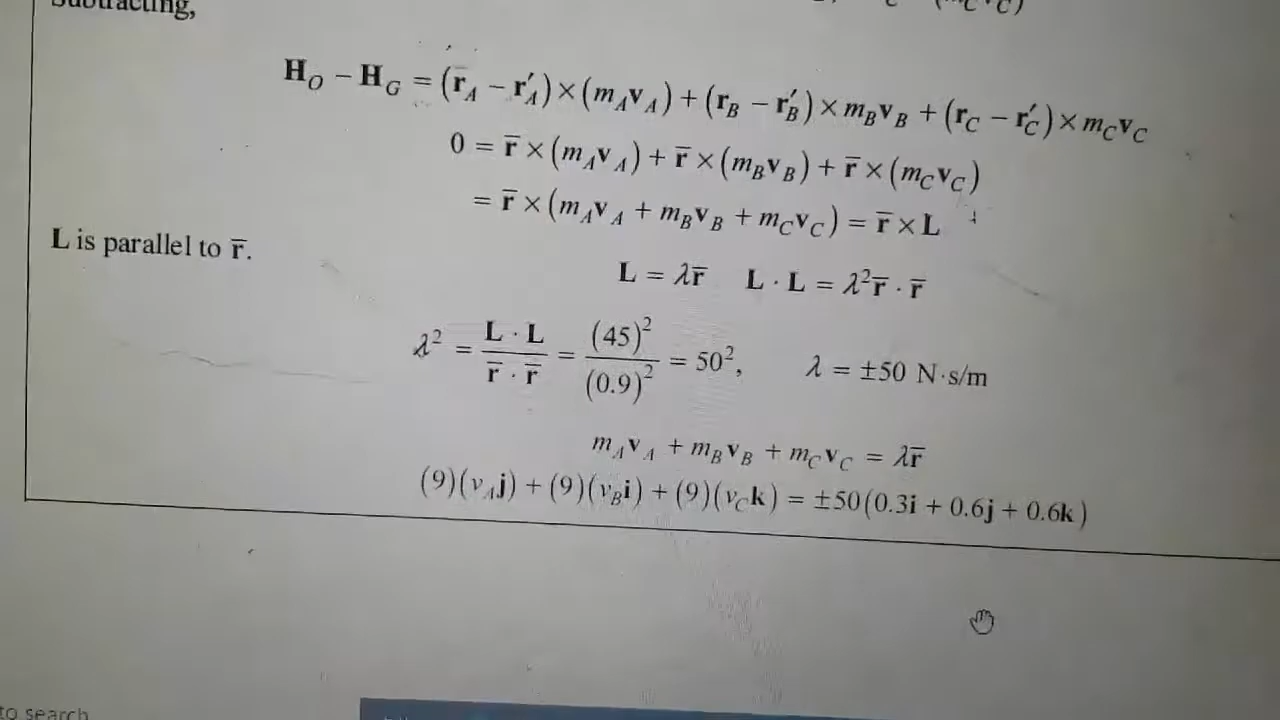 Subtracting,
H_O − H_G = (r̄_A − r′_A) × (m_A v_A) + (r_B − r′_B) × m_B v_B + (r_C − r′_C) × m_C v_C
0 = r̄ × (m_A v_A) + r̄ × (m_B v_B) + r̄ × (m_C v_C)
= r̄ × (m_A v_A + m_B v_B + m_C v_C) = r̄ × L
L is parallel to r̄.
L = λr̄ L · L = λ² r̄ · r̄
λ² = (L · L)/(r̄ · r̄) = (45)²/(0.9)² = 50², λ = ±50 N·s/m
m_A v_A + m_B v_B + m_C v_C = λr̄
(9)(v_A j) + (9)(v_B i) + (9)(v_C k) = ±50(0.3i + 0.6j + 0.6k)
to search